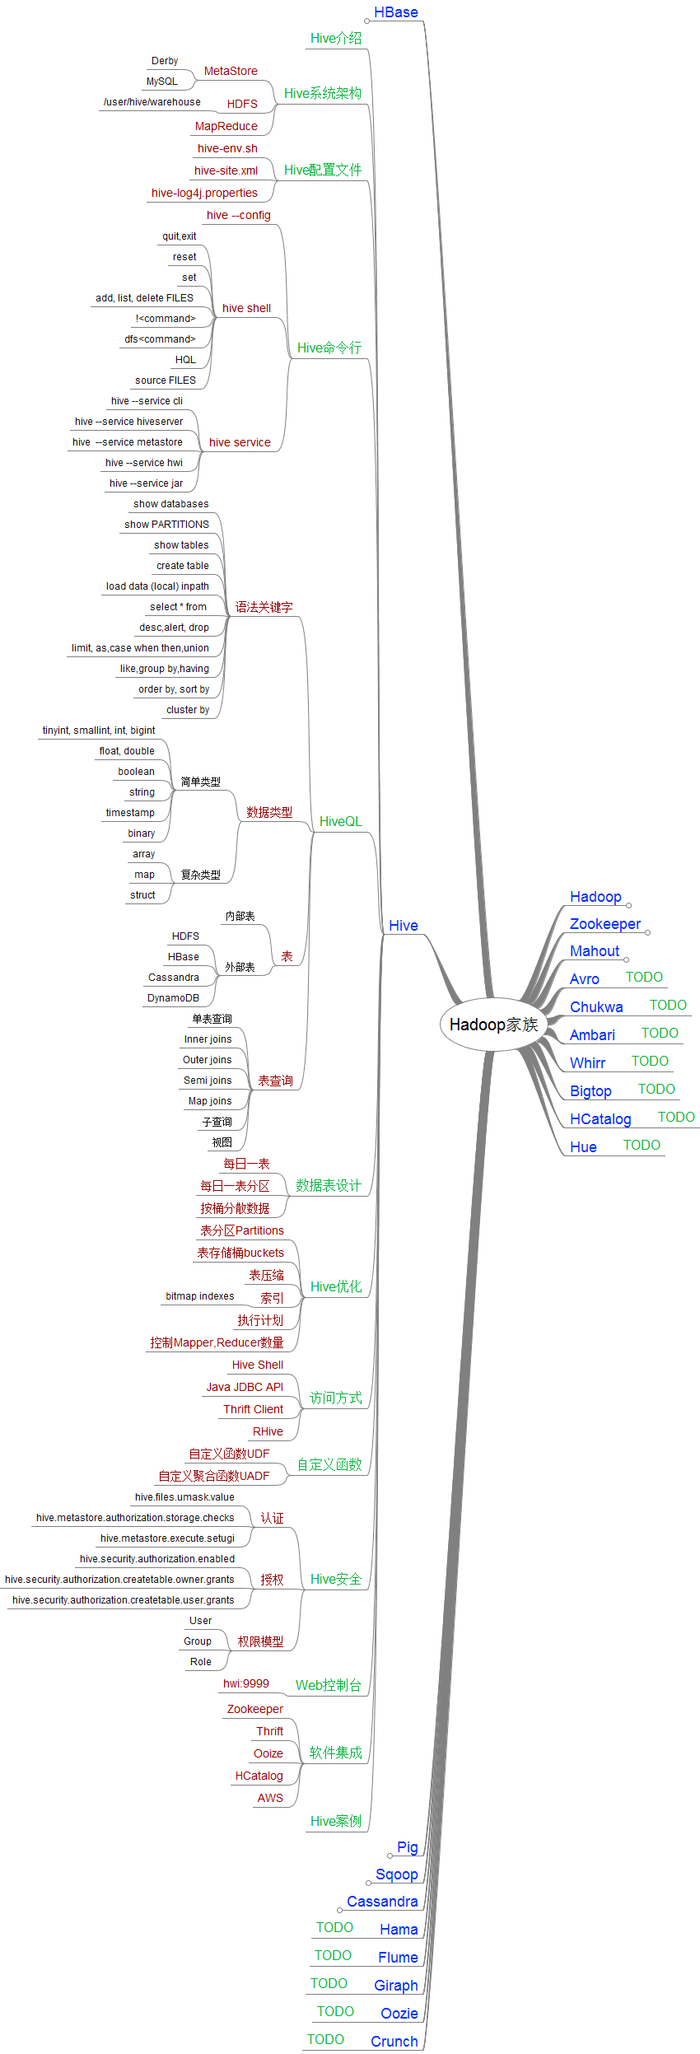 HBase
Hive介绍
Derby
MySQL
MetaStore
/user/hive/warehouse
HDFS
MapReduce
Hive系统架构
hive-env.sh
hive-site.xml
hive-log4j.properties
Hive配置文件
hive --config
quit,exit
reset
set
add, list, delete FILES
!<command>
dfs<command>
HQL
source FILES
hive shell
Hive命令行
hive --service cli
hive --service hiveserver
hive --service metastore
hive --service hwi
hive --service jar
hive service
show databases
show PARTITIONS
show tables
create table
load data (local) inpath
select * from
desc,alert, drop
limit, as,case when then,union
like,group by,having
order by, sort by
cluster by
语法关键字
tinyint, smallint, int, bigint
float, double
boolean
string
timestamp
binary
简单类型
array
map
struct
复杂类型
数据类型
HiveQL
内部表
HDFS
HBase
Cassandra
DynamoDB
外部表
表
单表查询
Inner joins
Outer joins
Semi joins
Map joins
子查询
视图
表查询
Hive
每日一表
每日一表分区
按桶分散数据
数据表设计
表分区Partitions
表存储桶buckets
表压缩
bitmap indexes
索引
执行计划
控制Mapper,Reducer数量
Hive优化
Hive Shell
Java JDBC API
Thrift Client
RHive
访问方式
自定义函数UDF
自定义聚合函数UADF
自定义函数
hive.files.umask.value
hive.metastore.authorization.storage.checks
hive.metastore.execute.setugi
认证
hive.security.authorization.enabled
hive.security.authorization.createtable.owner.grants
hive.security.authorization.createtable.user.grants
授权
User
Group
Role
权限模型
Hive安全
hwi:9999
Web控制台
Zookeeper
Thrift
Ooize
HCatalog
AWS
软件集成
Hive案例
Pig
Sqoop
Cassandra
TODO Hama
TODO Flume
TODO Giraph
TODO Oozie
TODO Crunch
Hadoop家族
Hadoop
Zookeeper
Mahout
Avro TODO
Chukwa TODO
Ambari TODO
Whirr TODO
Bigtop TODO
HCatalog TODO
Hue TODO